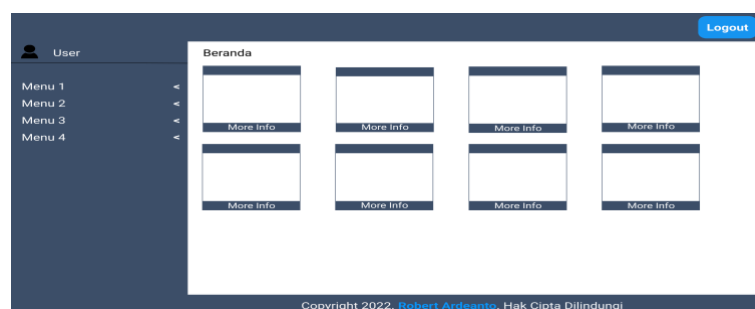 Logout
User
Beranda
Menu 1 <
Menu 2 <
Menu 3 <
Menu 4 <
More Info More Info More Info More Info
More Info More Info More Info More Info
Copyright 2022, Robert Ardeanto, Hak Cipta Dilindungi